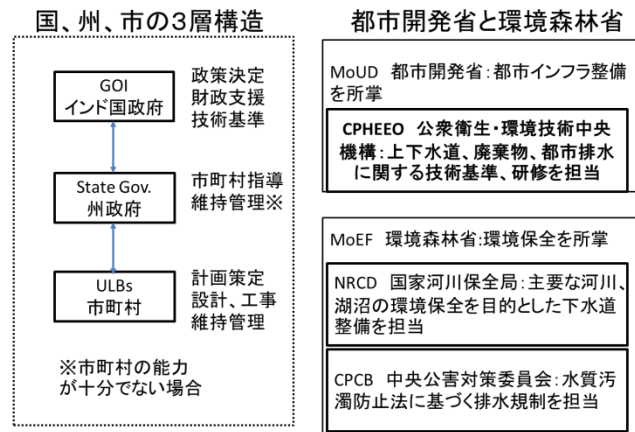 国、州、市の３層構造
GOI
インド国政府
政策決定
財政支援
技術基準
State Gov.
州政府
市町村指導
維持管理※
ULBs
市町村
計画策定
設計、工事
維持管理
※市町村の能力
が十分でない場合
都市開発省と環境森林省
MoUD 都市開発省：都市インフラ整備
を所掌
CPHEEO 公衆衛生・環境技術中央
機構：上下水道、廃棄物、都市排水
に関する技術基準、研修を担当
MoEF 環境森林省：環境保全を所掌
NRCD 国家河川保全局：主要な河川、
湖沼の環境保全を目的とした下水道
整備を担当
CPCB 中央公害対策委員会：水質汚
濁防止法に基づく排水規制を担当